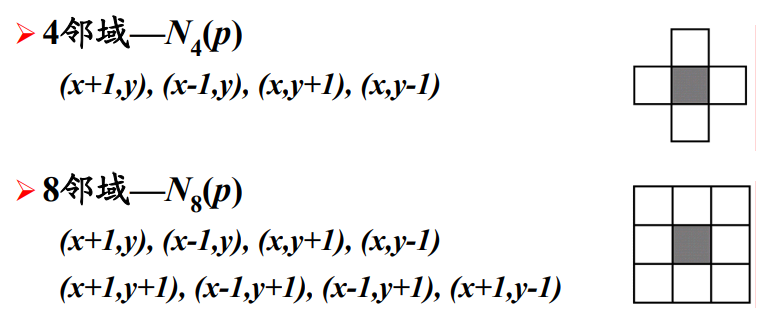 ➢ 4邻域—N4(p)
(x+1,y), (x-1,y), (x,y+1), (x,y-1)
➢ 8邻域—N8(p)
(x+1,y), (x-1,y), (x,y+1), (x,y-1)
(x+1,y+1), (x-1,y+1), (x-1,y+1), (x+1,y-1)